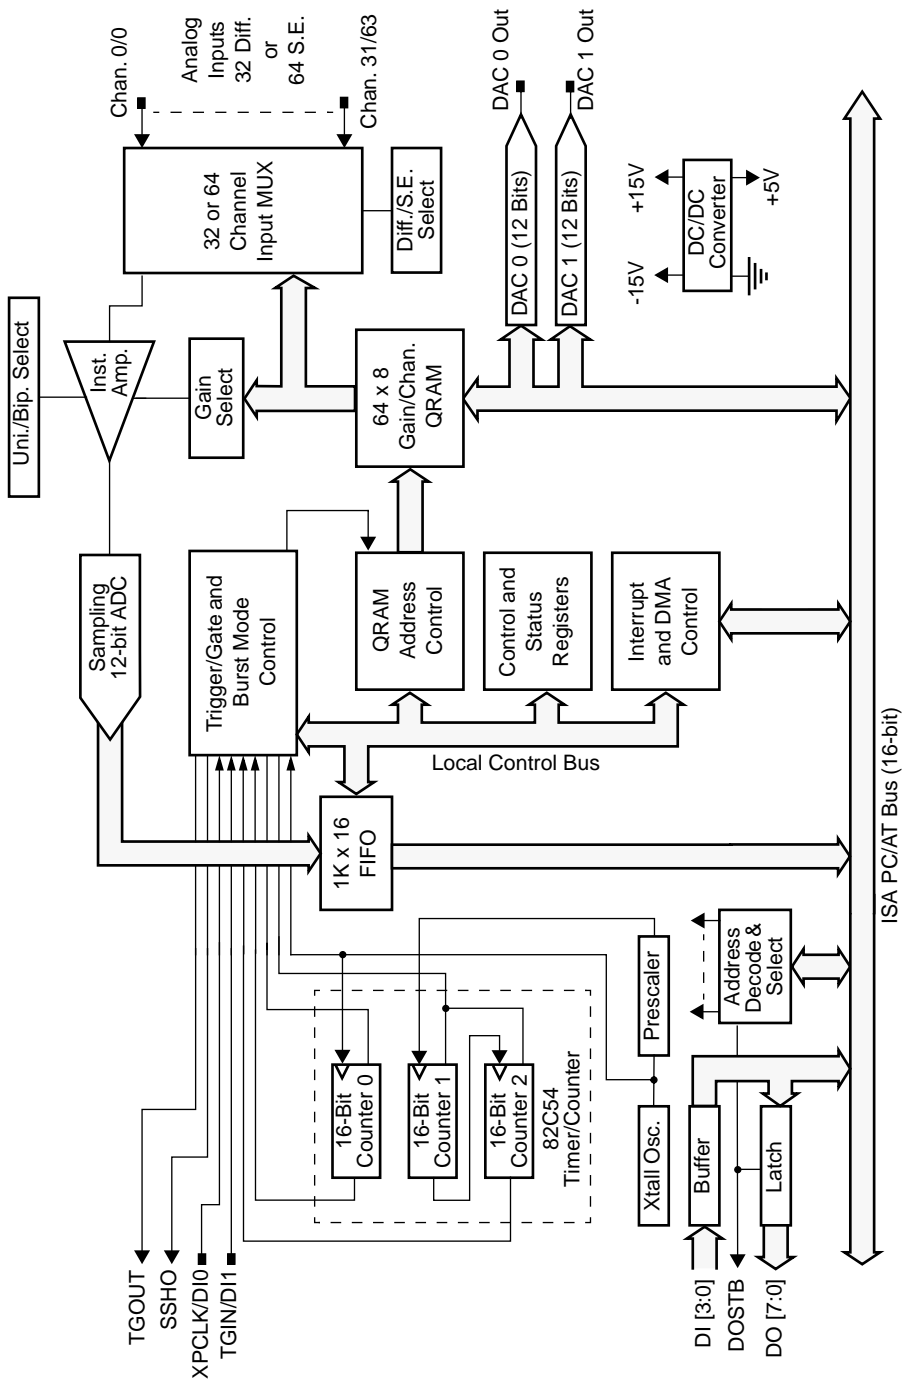 Chan. 0/0
Analog
Inputs
32 Diff.
or
64 S.E.
Chan. 31/63
32 or 64
Channel
Input MUX
Diff./S.E.
Select
DAC 0 Out
DAC 1 Out
DAC 0 (12 Bits)
DAC 1 (12 Bits)
+15V
-15V
DC/DC
Converter
+5V
Uni./Bip. Select
Inst.
Amp.
Gain
Select
64 x 8
Gain/Chan.
QRAM
Sampling
12-bit ADC
Trigger/Gate and
Burst Mode
Control
QRAM
Address
Control
Control and
Status
Registers
Interrupt
and DMA
Control
Local Control Bus
1K x 16
FIFO
ISA PC/AT Bus (16-bit)
16-Bit
Counter 0
16-Bit
Counter 1
16-Bit
Counter 2
82C54
Timer/Counter
Prescaler
Xtall Osc.
Address
Decode &
Select
Buffer
Latch
TGOUT
SSHO
XPCLK/DI0
TGIN/DI1
DI [3:0]
DOSTB
DO [7:0]